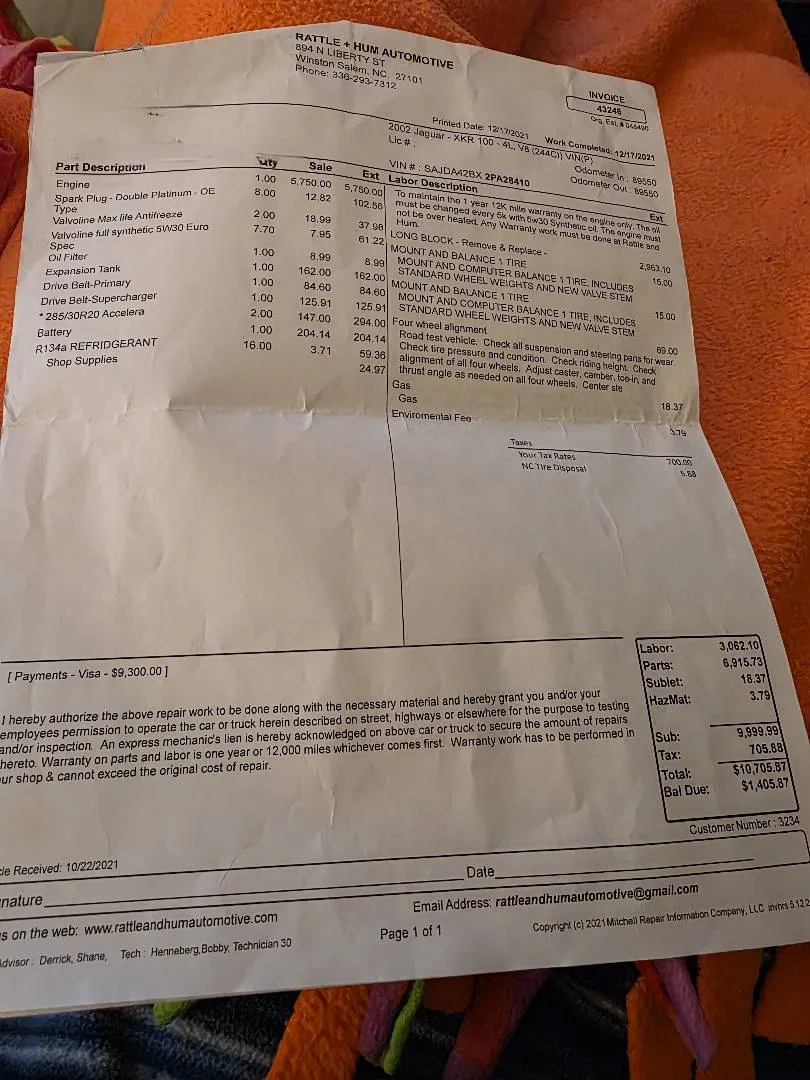 RATTLE + HUM AUTOMOTIVE
894 N LIBERTY ST
Winston Salem, NC. 27101
Phone: 336-293-7312
INVOICE
43246
Org. Est. # 048490
Printed Date: 12/17/2021 Work Completed: 12/17/2021
2002 Jaguar - XKR 100 - 4L, V8 (244CI) VIN(P)
Lic # : Odometer In : 89550
VIN # : SAJDA42BX 2PA28410 Odometer Out : 89550
Part Description Qty Sale Ext
Engine 1.00 5,750.00 5,750.00
Spark Plug - Double Platinum - OE 8.00 12.82 102.56
Type
Valvoline Max life Antifreeze 2.00 18.99 37.98
Valvoline full synthetic 5W30 Euro 7.70 7.95 61.22
Spec
Oil Filter 1.00 8.99 8.99
Expansion Tank 1.00 162.00 162.00
Drive Belt-Primary 1.00 84.60 84.60
Drive Belt-Supercharger 1.00 125.91 125.91
* 285/30R20 Accelera 2.00 147.00 294.00
Battery 1.00 204.14 204.14
R134a REFRIDGERANT 16.00 3.71 59.36
Shop Supplies 24.97
Labor Description Ext
To maintain the 1 year 12K mile warranty on the engine only. The oil
must be changed every 5k with 5w30 Synthetic oil. The engine must
not be over heated. Any Warranty work must be done at Rattle and
Hum.
LONG BLOCK - Remove & Replace - 2,963.10
MOUNT AND BALANCE 1 TIRE 15.00
MOUNT AND COMPUTER BALANCE 1 TIRE, INCLUDES
STANDARD WHEEL WEIGHTS AND NEW VALVE STEM
MOUNT AND BALANCE 1 TIRE 15.00
MOUNT AND COMPUTER BALANCE 1 TIRE, INCLUDES
STANDARD WHEEL WEIGHTS AND NEW VALVE STEM
Four wheel alignment 69.00
Road test vehicle. Check all suspension and steering parts for wear.
Check tire pressure and condition. Check riding height. Check
alignment of all four wheels. Adjust caster, camber, toe-in, and
thrust angle as needed on all four wheels. Center ste
Gas 18.37
Gas
Enviromental Fee 3.79
Taxes
Your Tax Rates 700.00
NC Tire Disposal 5.88
[ Payments - Visa - $9,300.00 ]
Labor: 3,062.10
Parts: 6,915.73
Sublet: 18.37
HazMat: 3.79
Sub: 9,999.99
Tax: 705.88
Total: $10,705.87
Bal Due: $1,405.87
I hereby authorize the above repair work to be done along with the necessary material and hereby grant you and/or your
employees permission to operate the car or truck herein described on street, highways or elsewhere for the purpose to testing
and/or inspection. An express mechanic's lien is hereby acknowledged on above car or truck to secure the amount of repairs
hereto. Warranty on parts and labor is one year or 12,000 miles whichever comes first. Warranty work has to be performed in
ur shop & cannot exceed the original cost of repair.
Customer Number : 3234
cle Received: 10/22/2021
nature Date
s on the web: www.rattleandhumautomotive.com Email Address: rattleandhumautomotive@gmail.com
dvisor : Derrick, Shane, Tech : Henneberg,Bobby, Technician 30 Page 1 of 1 Copyright (c) 2021 Mitchell Repair Information Company, LLC invhrs 5.12.2